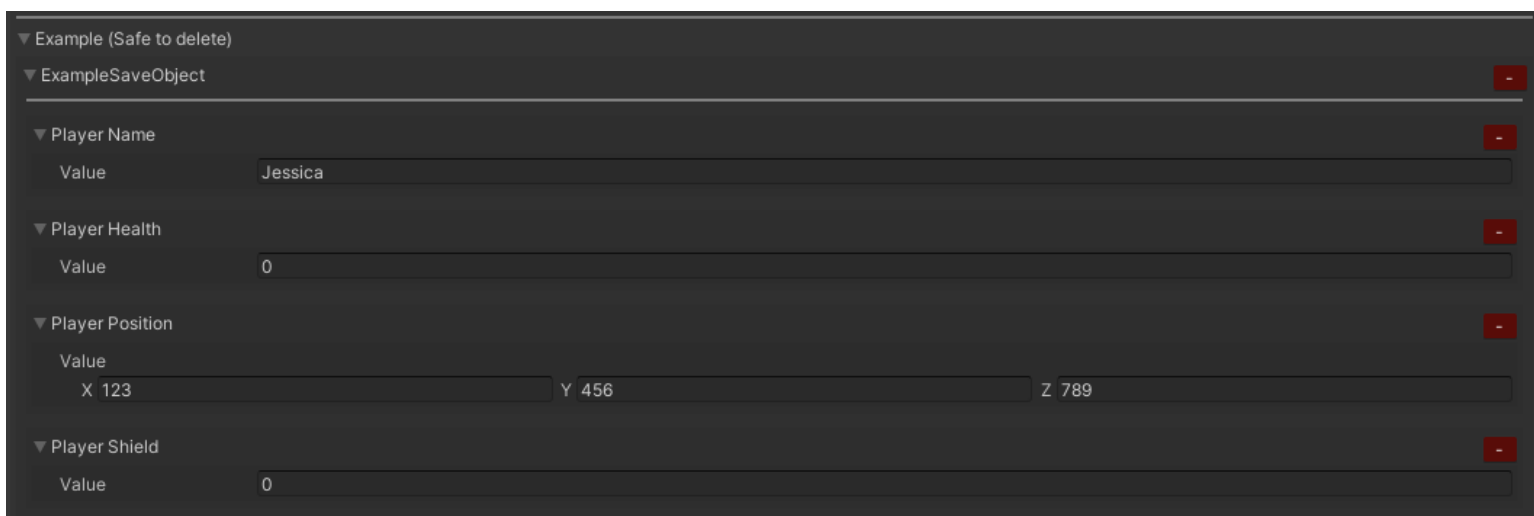 Example (Safe to delete)
ExampleSaveObject
-
Player Name
-
Value Jessica
Player Health
-
Value 0
Player Position
-
Value
X 123 Y 456 Z 789
Player Shield
-
Value 0